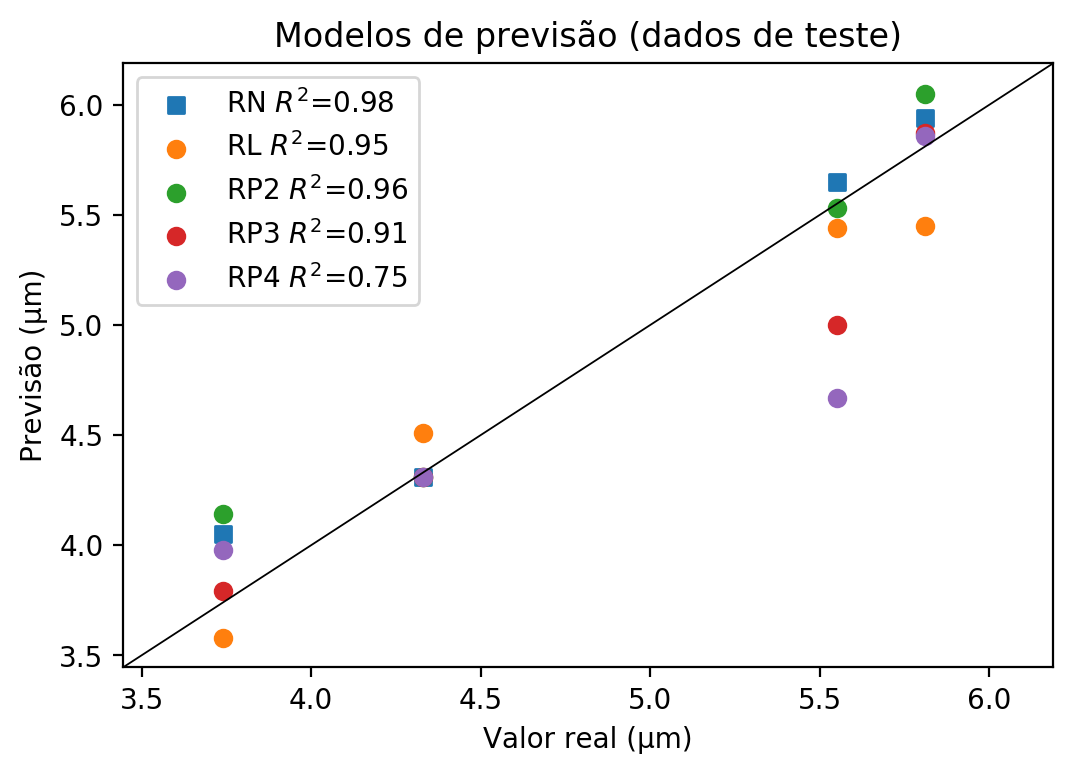 Modelos de previsão (dados de teste)
RN R²=0.98
RL R²=0.95
RP2 R²=0.96
RP3 R²=0.91
RP4 R²=0.75
Previsão (μm)
6.0
5.5
5.0
4.5
4.0
3.5
3.5 4.0 4.5 5.0 5.5 6.0
Valor real (μm)